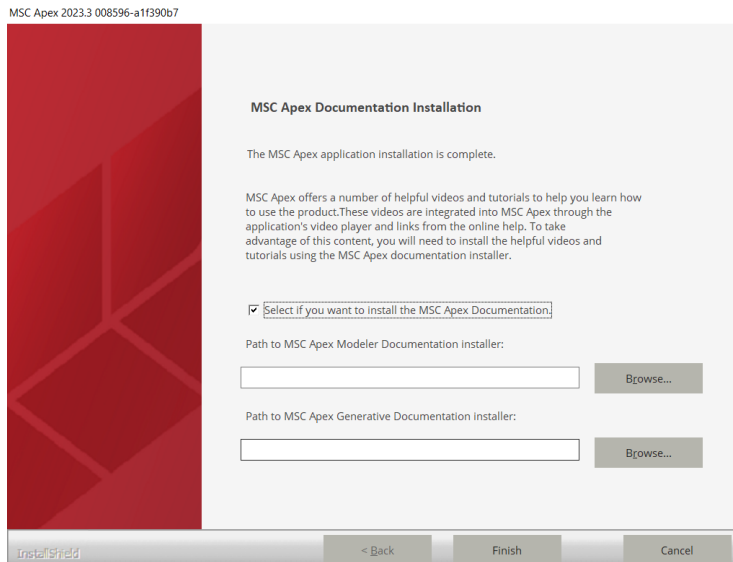 MSC Apex 2023.3 008596-a1f390b7
MSC Apex Documentation Installation
The MSC Apex application installation is complete.
MSC Apex offers a number of helpful videos and tutorials to help you learn how
to use the product.These videos are integrated into MSC Apex through the
application's video player and links from the online help. To take
advantage of this content, you will need to install the helpful videos and
tutorials using the MSC Apex documentation installer.
Select if you want to install the MSC Apex Documentation.
Path to MSC Apex Modeler Documentation installer:
Browse...
Path to MSC Apex Generative Documentation installer:
Browse...
InstallShield
< Back
Finish
Cancel